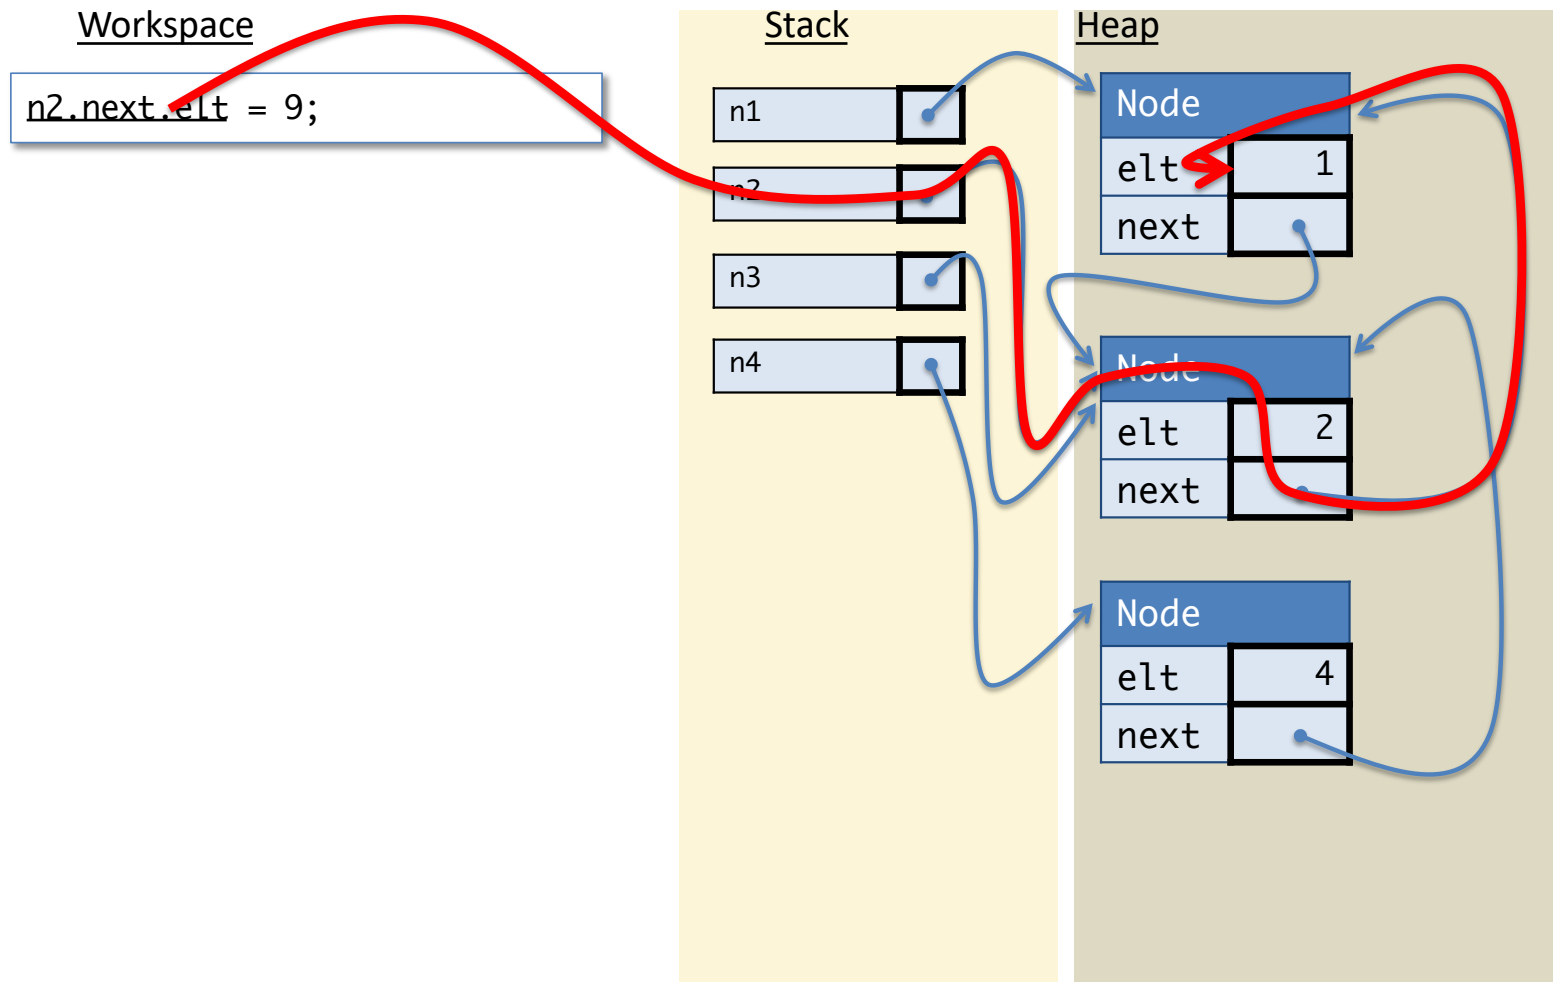 Workspace
n2.next.elt = 9;
Stack
n1
n2
n3
n4
Heap
Node
elt 1
next
Node
elt 2
next
Node
elt 4
next